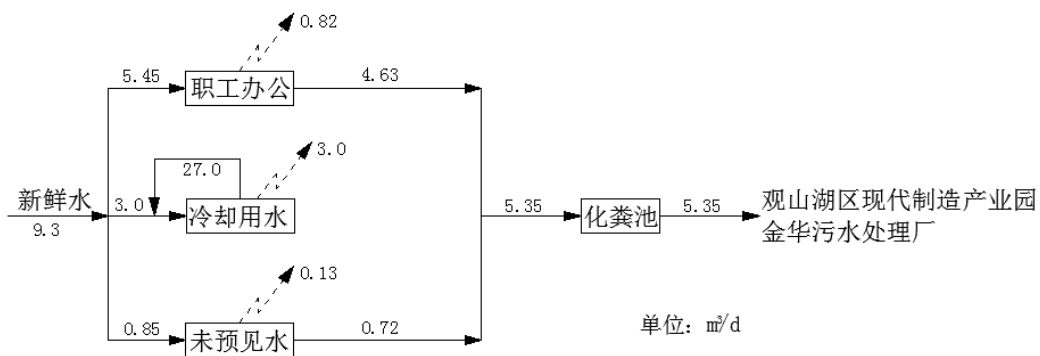 0.82
5.45
职工办公
4.63
27.0
3.0
新鲜水
9.3
3.0
冷却用水
5.35
化粪池
5.35
观山湖区现代制造产业园
金华污水处理厂
0.13
0.85
未预见水
0.72
单位：m³/d